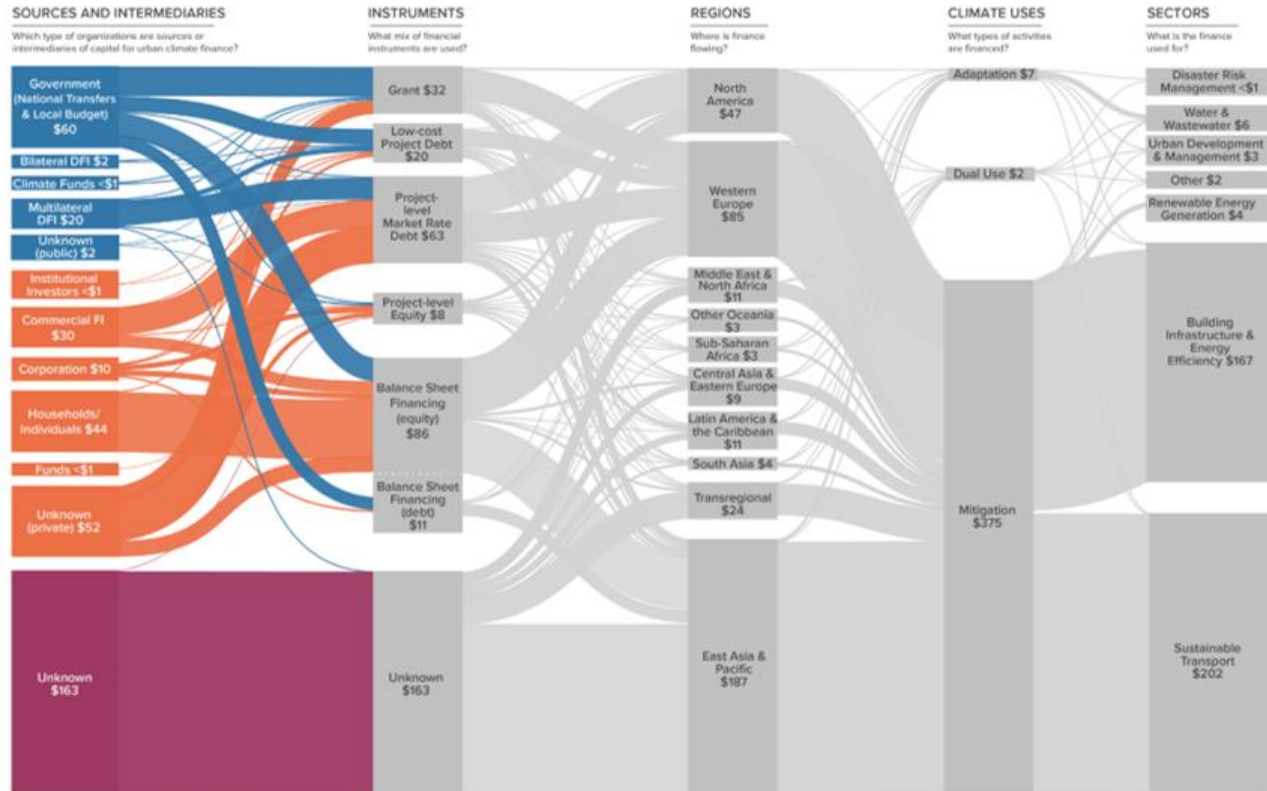 SOURCES AND INTERMEDIARIES
Which type of organizations are sources or
intermediaries of capital for urban climate finance?
Government
(National Transfers
& Local Budget)
$60
Bilateral DFI $2
Climate Funds <$1
Multilateral
DFI $20
Unknown
(public) $2
Institutional
Investors <$1
Commercial FI
$30
Corporation $10
Households/
Individuals $44
Funds <$1
Unknown
(private) $52
Unknown
$163
INSTRUMENTS
What mix of financial
instruments are used?
Grant $32
Low-cost
Project Debt
$20
Project-
level
Market Rate
Debt $63
Project-level
Equity $8
Balance Sheet
Financing
(equity)
$86
Balance Sheet
Financing
(debt)
$11
Unknown
$163
REGIONS
Where is finance
flowing?
North
America
$47
Western
Europe
$85
Middle East &
North Africa
$11
Other Oceania
$3
Sub-Saharan
Africa $3
Central Asia &
Eastern Europe
$9
Latin America &
the Caribbean
$11
South Asia $4
Transregional
$24
East Asia &
Pacific
$187
CLIMATE USES
What types of activities
are financed?
Adaptation $7
Dual Use $2
Mitigation
$375
SECTORS
What is the finance
used for?
Disaster Risk
Management <$1
Water &
Wastewater $6
Urban Development
& Management $3
Other $2
Renewable Energy
Generation $4
Building
Infrastructure &
Energy
Efficiency $167
Sustainable
Transport
$202